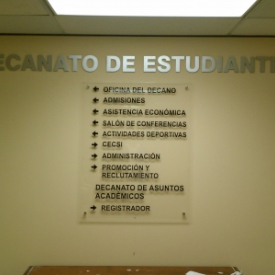 ECANATO DE ESTUDIANTE
OFICINA DEL DECANO
ADMISIONES
ASISTENCIA ECONÓMICA
SALÓN DE CONFERENCIAS
ACTIVIDADES DEPORTIVAS
CECSI
ADMINISTRACIÓN
PROMOCIÓN Y
RECLUTAMIENTO
DECANATO DE ASUNTOS
ACADÉMICOS
REGISTRADOR